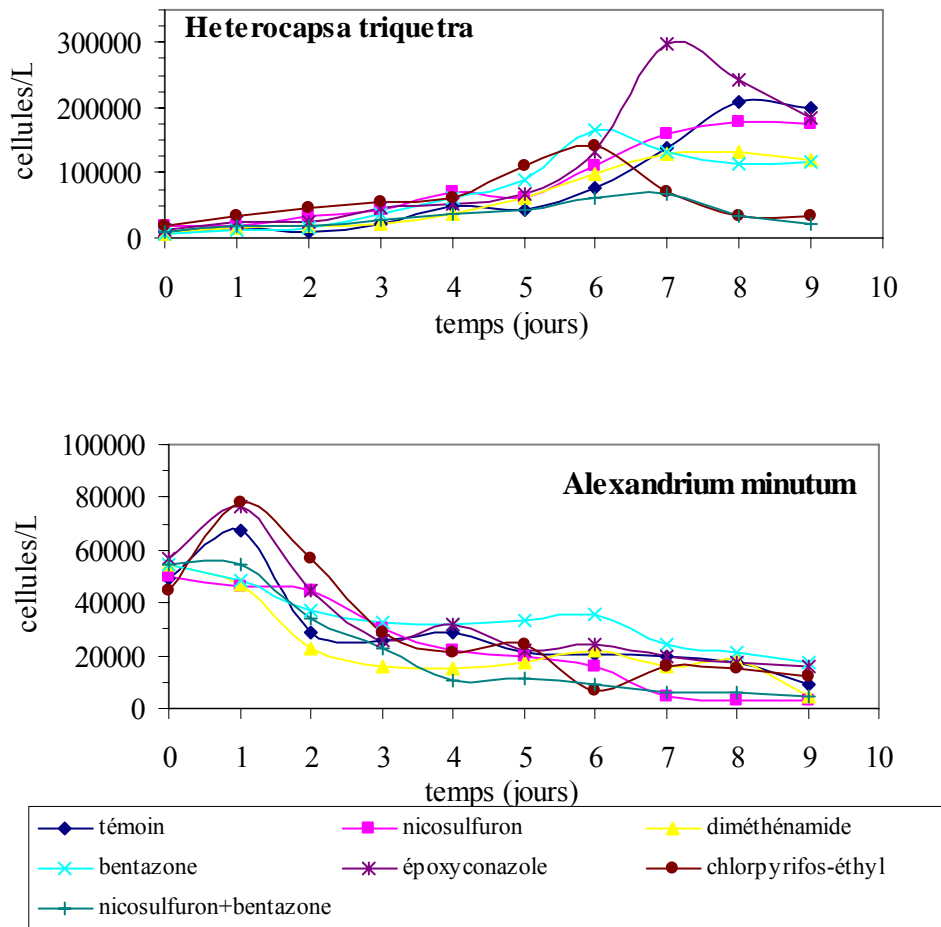 Heterocapsa triquetra
300000
200000
100000
0
cellules/L
0 1 2 3 4 5 6 7 8 9 10
temps (jours)
Alexandrium minutum
100000
80000
60000
40000
20000
0
cellules/L
0 1 2 3 4 5 6 7 8 9 10
temps (jours)
témoin nicosulfuron diméthénamide
bentazone époxyconazole chlorpyrifos-éthyl
nicosulfuron+bentazone